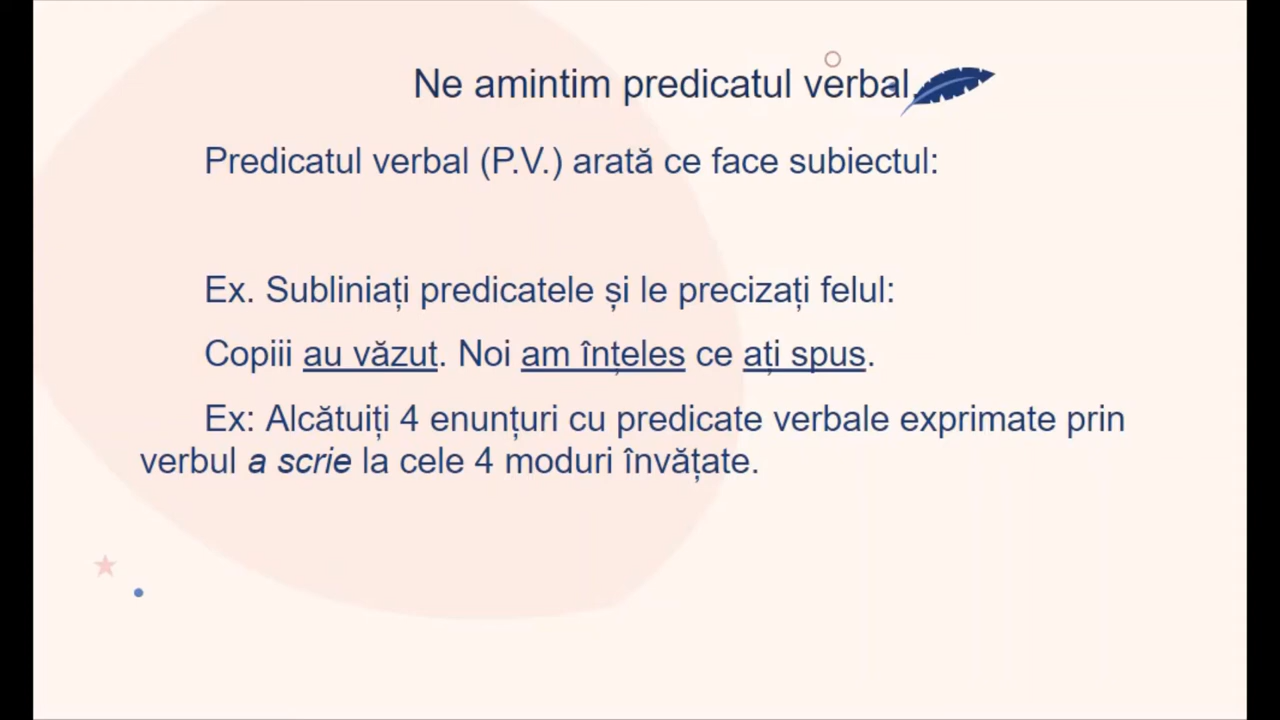 Ne amintim predicatul verbal.
Predicatul verbal (P.V.) arată ce face subiectul:
Ex. Subliniați predicatele și le precizați felul:
Copiii au văzut. Noi am înțeles ce ați spus.
Ex: Alcătuiți 4 enunțuri cu predicate verbale exprimate prin
verbul a scrie la cele 4 moduri învățate.